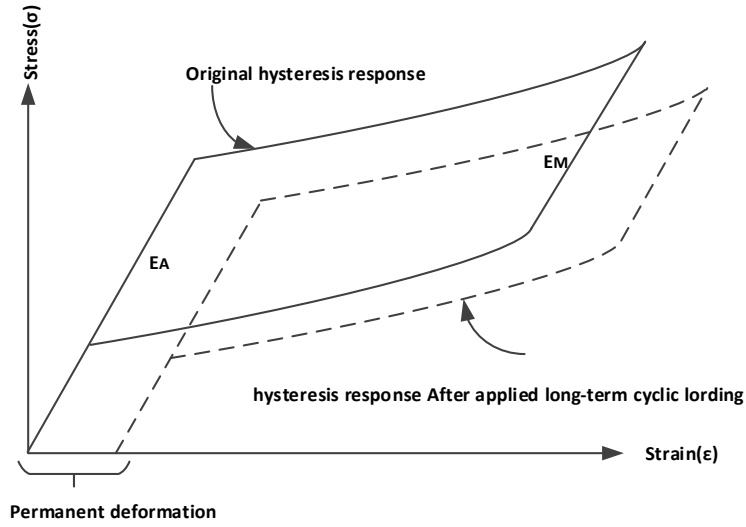 Stress(σ)
Original hysteresis response
EM
EA
hysteresis response After applied long-term cyclic lording
Strain(ε)
Permanent deformation